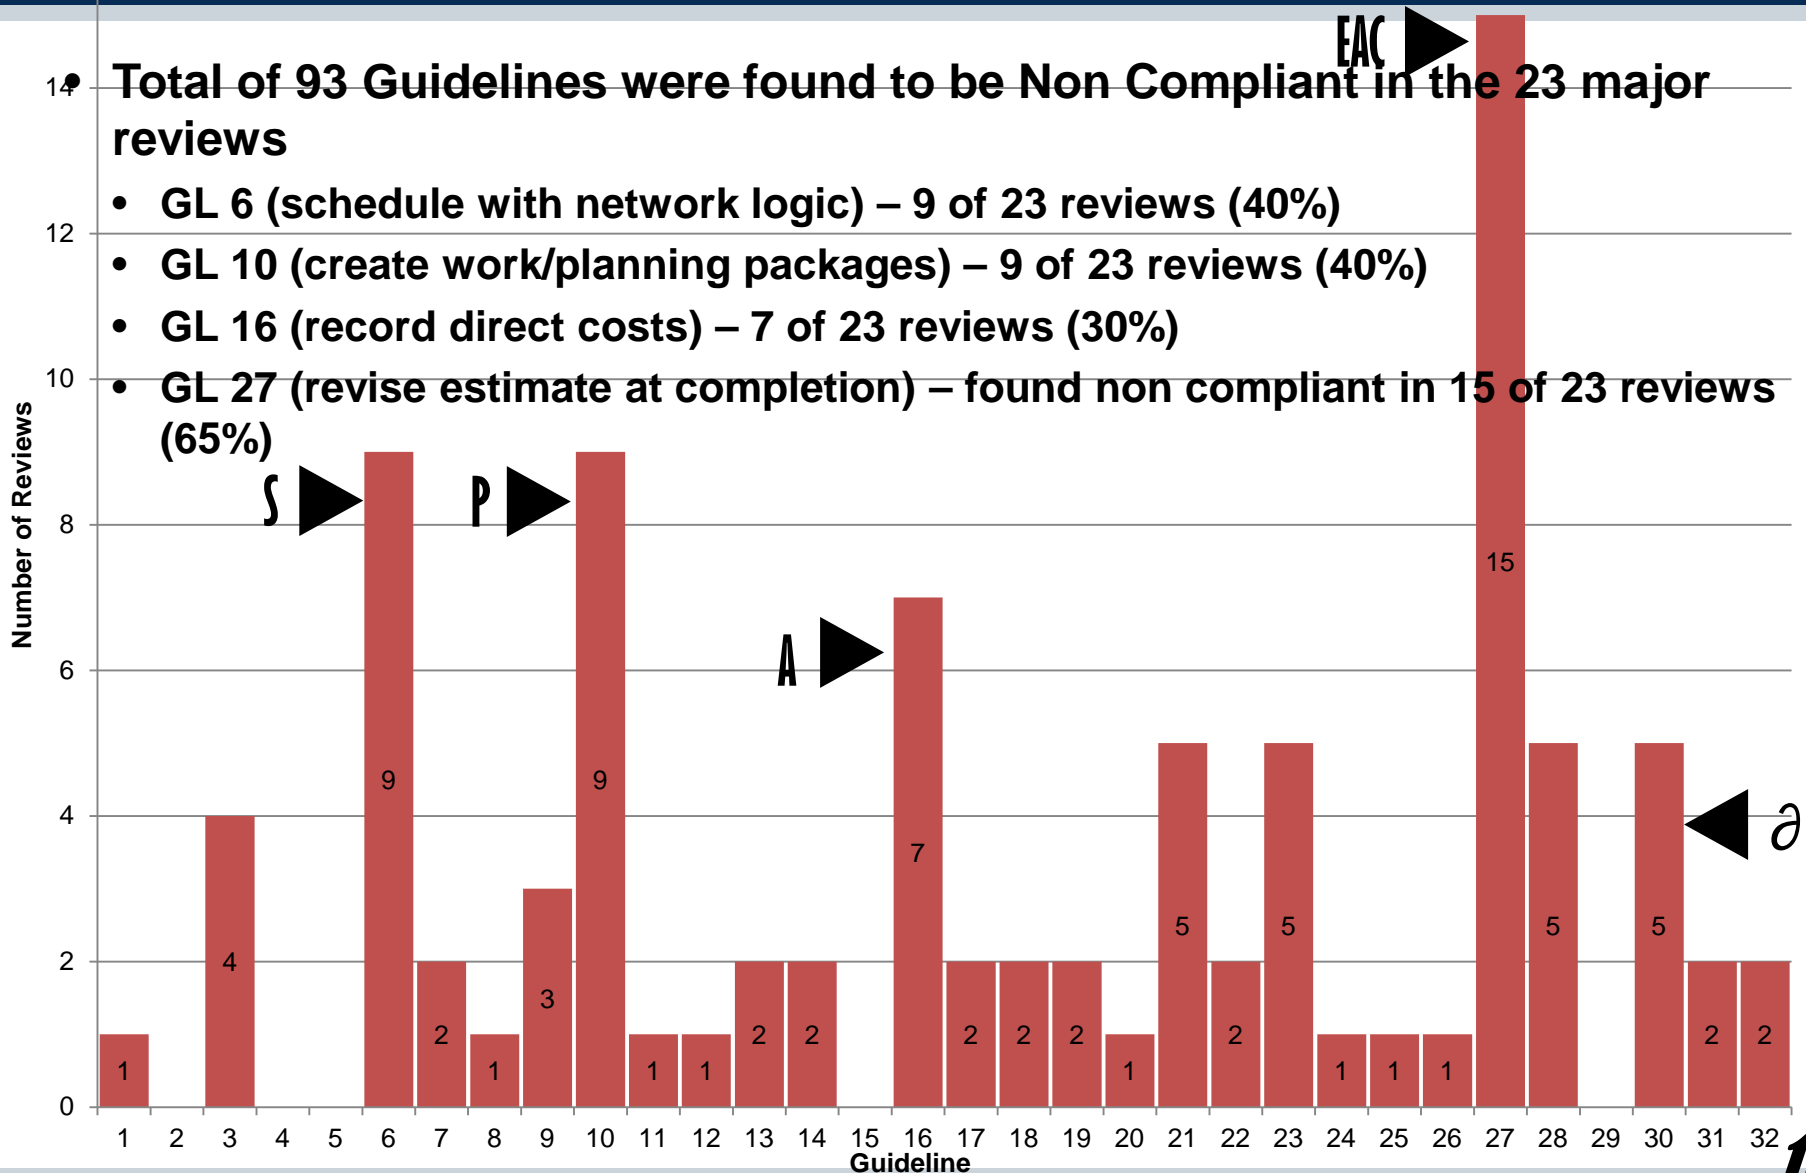 EAC
• Total of 93 Guidelines were found to be Non Compliant in the 23 major
reviews
• GL 6 (schedule with network logic) – 9 of 23 reviews (40%)
• GL 10 (create work/planning packages) – 9 of 23 reviews (40%)
• GL 16 (record direct costs) – 7 of 23 reviews (30%)
• GL 27 (revise estimate at completion) – found non compliant in 15 of 23 reviews
(65%)
14
12
10
8
6
4
2
0
Number of Reviews
S
P
A
∂
1
4
9
2
1
3
9
1
1
2
2
7
2
2
2
1
5
2
5
1
1
1
15
5
5
2
2
1 2 3 4 5 6 7 8 9 10 11 12 13 14 15 16 17 18 19 20 21 22 23 24 25 26 27 28 29 30 31 32
Guideline